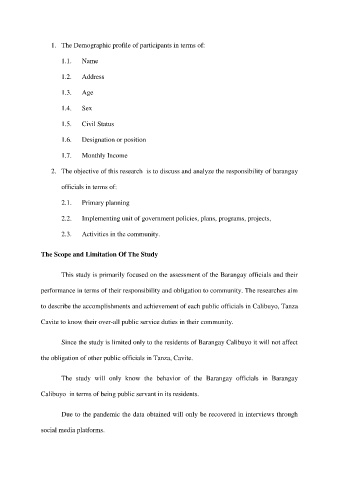 1. The Demographic profile of participants in terms of:
1.1. Name
1.2. Address
1.3. Age
1.4. Sex
1.5. Civil Status
1.6. Designation or position
1.7. Monthly Income
2. The objective of this research is to discuss and analyze the responsibility of barangay
officials in terms of:
2.1. Primary planning
2.2. Implementing unit of government policies, plans, programs, projects,
2.3. Activities in the community.
The Scope and Limitation Of The Study
This study is primarily focused on the assessment of the Barangay officials and their
performance in terms of their responsibility and obligation to community. The researches aim
to describe the accomplishments and achievement of each public officials in Calibuyo, Tanza
Cavite to know their over-all public service duties in their community.
Since the study is limited only to the residents of Barangay Calibuyo it will not affect
the obligation of other public officials in Tanza, Cavite.
The study will only know the behavior of the Barangay officials in Barangay
Calibuyo in terms of being public servant in its residents.
Due to the pandemic the data obtained will only be recovered in interviews through
social media platforms.